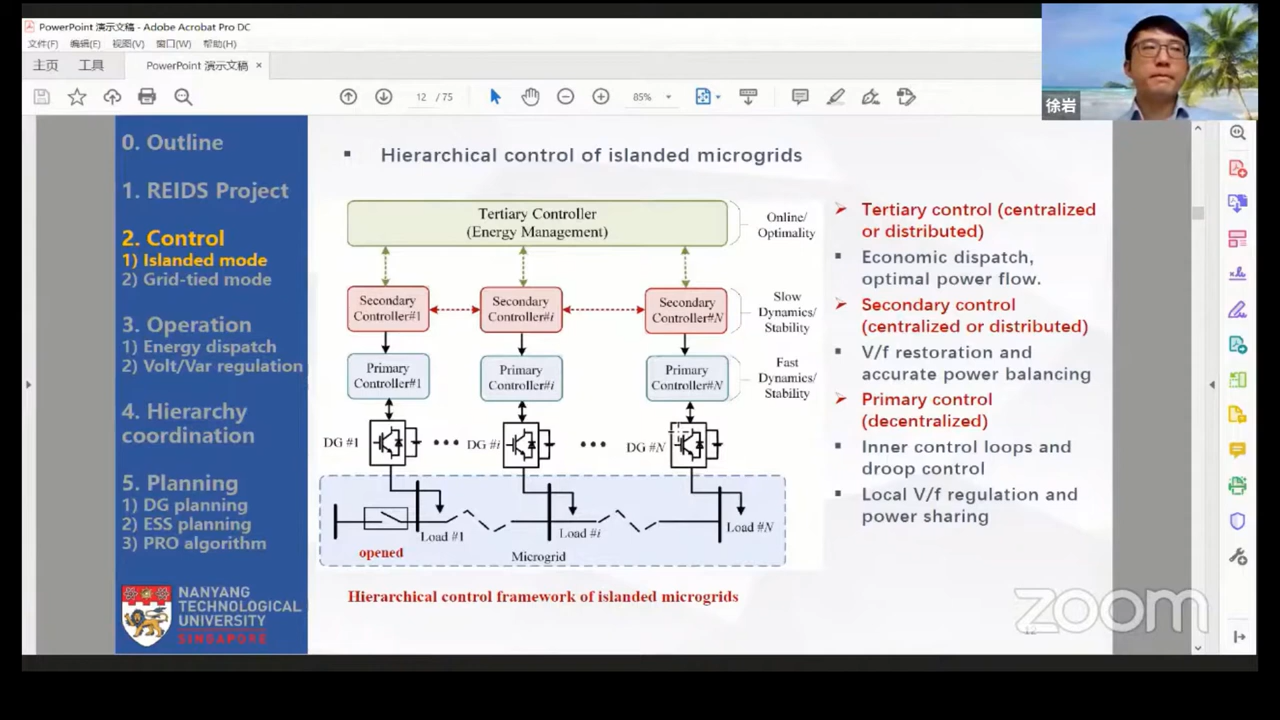 PowerPoint 演示文稿 - Adobe Acrobat Pro DC
文件(F) 编辑(E) 视图(V) 窗口(W) 帮助(H)
主页 工具 PowerPoint 演示文稿 ×
12 / 75 85%
徐岩
0. Outline
1. REIDS Project
2. Control
1) Islanded mode
2) Grid-tied mode
3. Operation
1) Energy dispatch
2) Volt/Var regulation
4. Hierarchy
coordination
5. Planning
1) DG planning
2) ESS planning
3) PRO algorithm
NANYANG
TECHNOLOGICAL
UNIVERSITY
SINGAPORE
Hierarchical control of islanded microgrids
Tertiary Controller
(Energy Management)
Online/
Optimality
Secondary
Controller#1
Secondary
Controller#i
Secondary
Controller#N
Slow
Dynamics/
Stability
Primary
Controller#1
Primary
Controller#i
Primary
Controller#N
Fast
Dynamics/
Stability
DG #1
DG #i
DG #N
Load #1
Load #i
Load #N
opened
Microgrid
Hierarchical control framework of islanded microgrids
Tertiary control (centralized
or distributed)
Economic dispatch,
optimal power flow.
Secondary control
(centralized or distributed)
V/f restoration and
accurate power balancing
Primary control
(decentralized)
Inner control loops and
droop control
Local V/f regulation and
power sharing
zoom
12